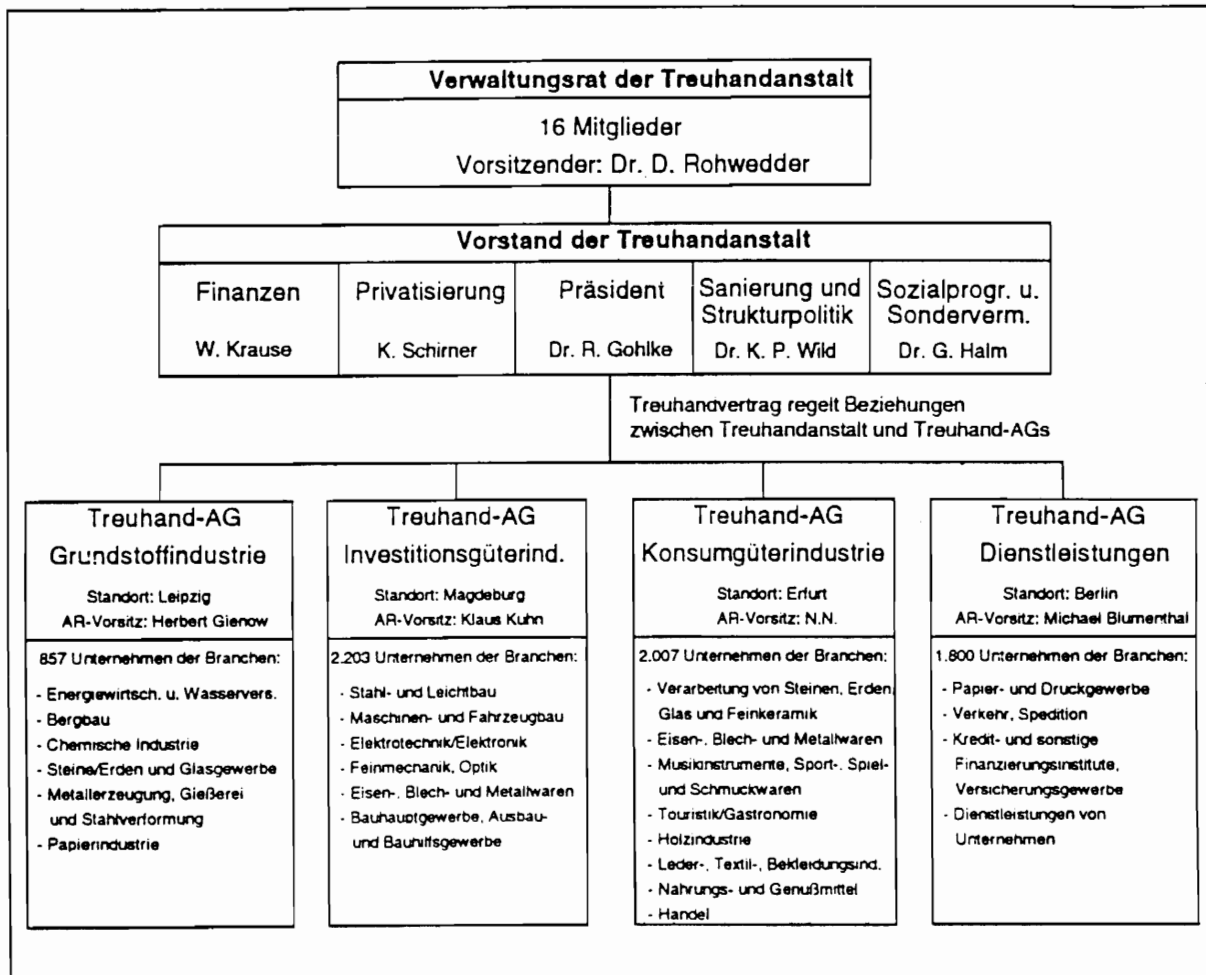 Verwaltungsrat der Treuhandanstalt
16 Mitglieder
Vorsitzender: Dr. D. Rohwedder
Vorstand der Treuhandanstalt
Finanzen
W. Krause
Privatisierung
K. Schirner
Präsident
Dr. R. Gohlke
Sanierung und
Strukturpolitik
Dr. K. P. Wild
Sozialprogr. u.
Sonderverm.
Dr. G. Halm
Treuhandvertrag regelt Beziehungen
zwischen Treuhandanstalt und Treuhand-AGs
Treuhand-AG
Grundstoffindustrie
Standort: Leipzig
AR-Vorsitz: Herbert Gienow
857 Unternehmen der Branchen:
- Energiewirtsch. u. Wasservers.
- Bergbau
- Chemische Industrie
- Steine/Erden und Glasgewerbe
- Metallerzeugung, Gießerei
und Stahlverformung
- Papierindustrie
Treuhand-AG
Investitionsgüterind.
Standort: Magdeburg
AR-Vorsitz: Klaus Kuhn
2.203 Unternehmen der Branchen:
- Stahl- und Leichtbau
- Maschinen- und Fahrzeugbau
- Elektrotechnik/Elektronik
- Feinmechanik, Optik
- Eisen-, Blech- und Metallwaren
- Bauhauptgewerbe, Ausbau-
und Bauhilfsgewerbe
Treuhand-AG
Konsumgüterindustrie
Standort: Erfurt
AR-Vorsitz: N.N.
2.007 Unternehmen der Branchen:
- Verarbeitung von Steinen, Erden
Glas und Feinkeramik
- Eisen-, Blech- und Metallwaren
- Musikinstrumente, Sport-, Spiel-
und Schmuckwaren
- Touristik/Gastronomie
- Holzindustrie
- Leder-, Textil-, Bekleidungsind.
- Nahrungs- und Genußmittel
- Handel
Treuhand-AG
Dienstleistungen
Standort: Berlin
AR-Vorsitz: Michael Blumenthal
1.800 Unternehmen der Branchen:
- Papier- und Druckgewerbe
- Verkehr, Spedition
- Kredit- und sonstige
Finanzierungsinstitute,
Versicherungsgewerbe
- Dienstleistungen von
Unternehmen